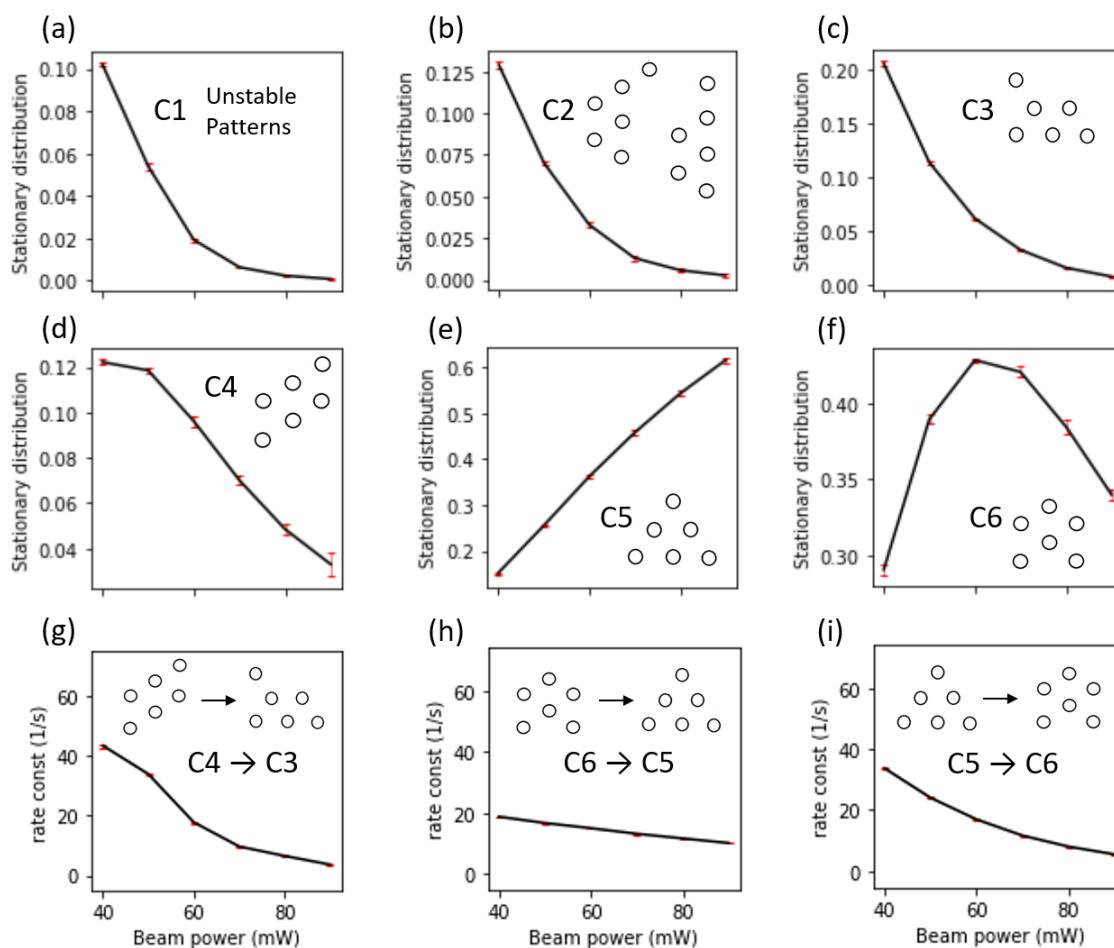 (a)
(b)
(c)
Stationary distribution
0.10
0.08
0.06
0.04
0.02
0.00
C1
Unstable
Patterns
Stationary distribution
0.125
0.100
0.075
0.050
0.025
0.000
C2
Stationary distribution
0.20
0.15
0.10
0.05
0.00
C3
(d)
(e)
(f)
Stationary distribution
0.12
0.10
0.08
0.06
0.04
C4
Stationary distribution
0.6
0.5
0.4
0.3
0.2
C5
Stationary distribution
0.40
0.35
0.30
C6
(g)
(h)
(i)
rate const (1/s)
60
40
20
0
C4 → C3
40 60 80
Beam power (mW)
rate const (1/s)
60
40
20
0
C6 → C5
40 60 80
Beam power (mW)
rate const (1/s)
60
40
20
0
C5 → C6
40 60 80
Beam power (mW)